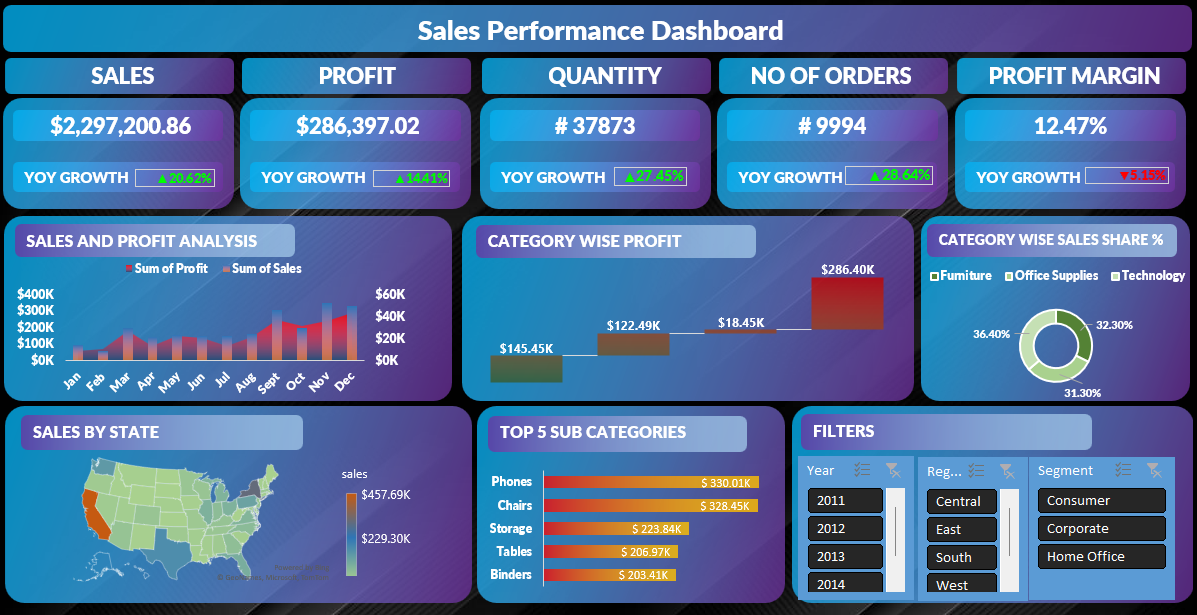 Sales Performance Dashboard
SALES
PROFIT
QUANTITY
NO OF ORDERS
PROFIT MARGIN
$2,297,200.86
$286,397.02
# 37873
# 9994
12.47%
YOY GROWTH ▲20.62%
YOY GROWTH ▲14.41%
YOY GROWTH ▲27.45%
YOY GROWTH ▲28.64%
YOY GROWTH ▼5.15%
SALES AND PROFIT ANALYSIS
Sum of Profit Sum of Sales
$400K
$300K
$200K
$100K
$0K
$60K
$40K
$20K
$0K
Jan Feb Mar Apr May Jun Jul Aug Sept Oct Nov Dec
CATEGORY WISE PROFIT
$145.45K
$122.49K
$18.45K
$286.40K
CATEGORY WISE SALES SHARE %
Furniture Office Supplies Technology
36.40%
32.30%
31.30%
SALES BY STATE
sales
$457.69K
$229.30K
TOP 5 SUB CATEGORIES
Phones $ 330.01K
Chairs $ 328.45K
Storage $ 223.84K
Tables $ 206.97K
Binders $ 203.41K
FILTERS
Year
2011
2012
2013
2014
Reg...
Central
East
South
West
Segment
Consumer
Corporate
Home Office